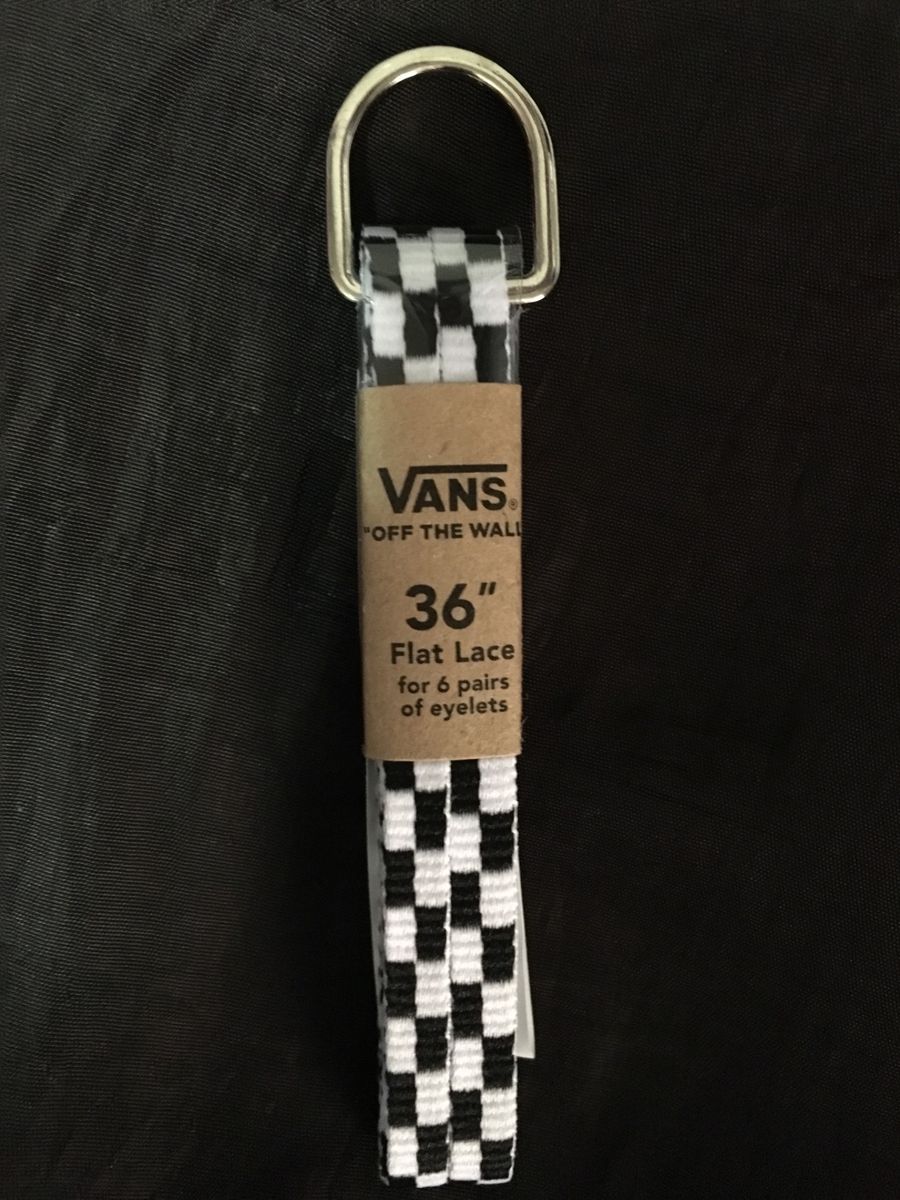 VANS®
"OFF THE WALL
36"
Flat Lace
for 6 pairs
of eyelets